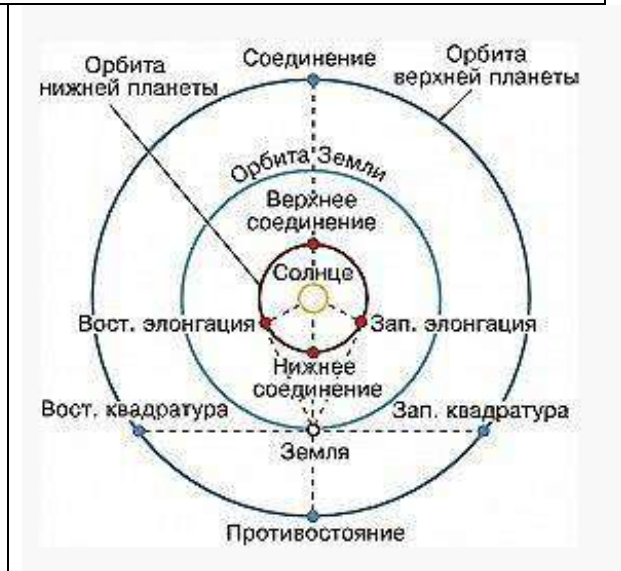 Соединение
Орбита
нижней планеты
Орбита
верхней планеты
Орбита Земли
Верхнее
соединение
Солнце
Вост. элонгация
Зап. элонгация
Нижнее
соединение
Вост. квадратура
Зап. квадратура
Земля
Противостояние